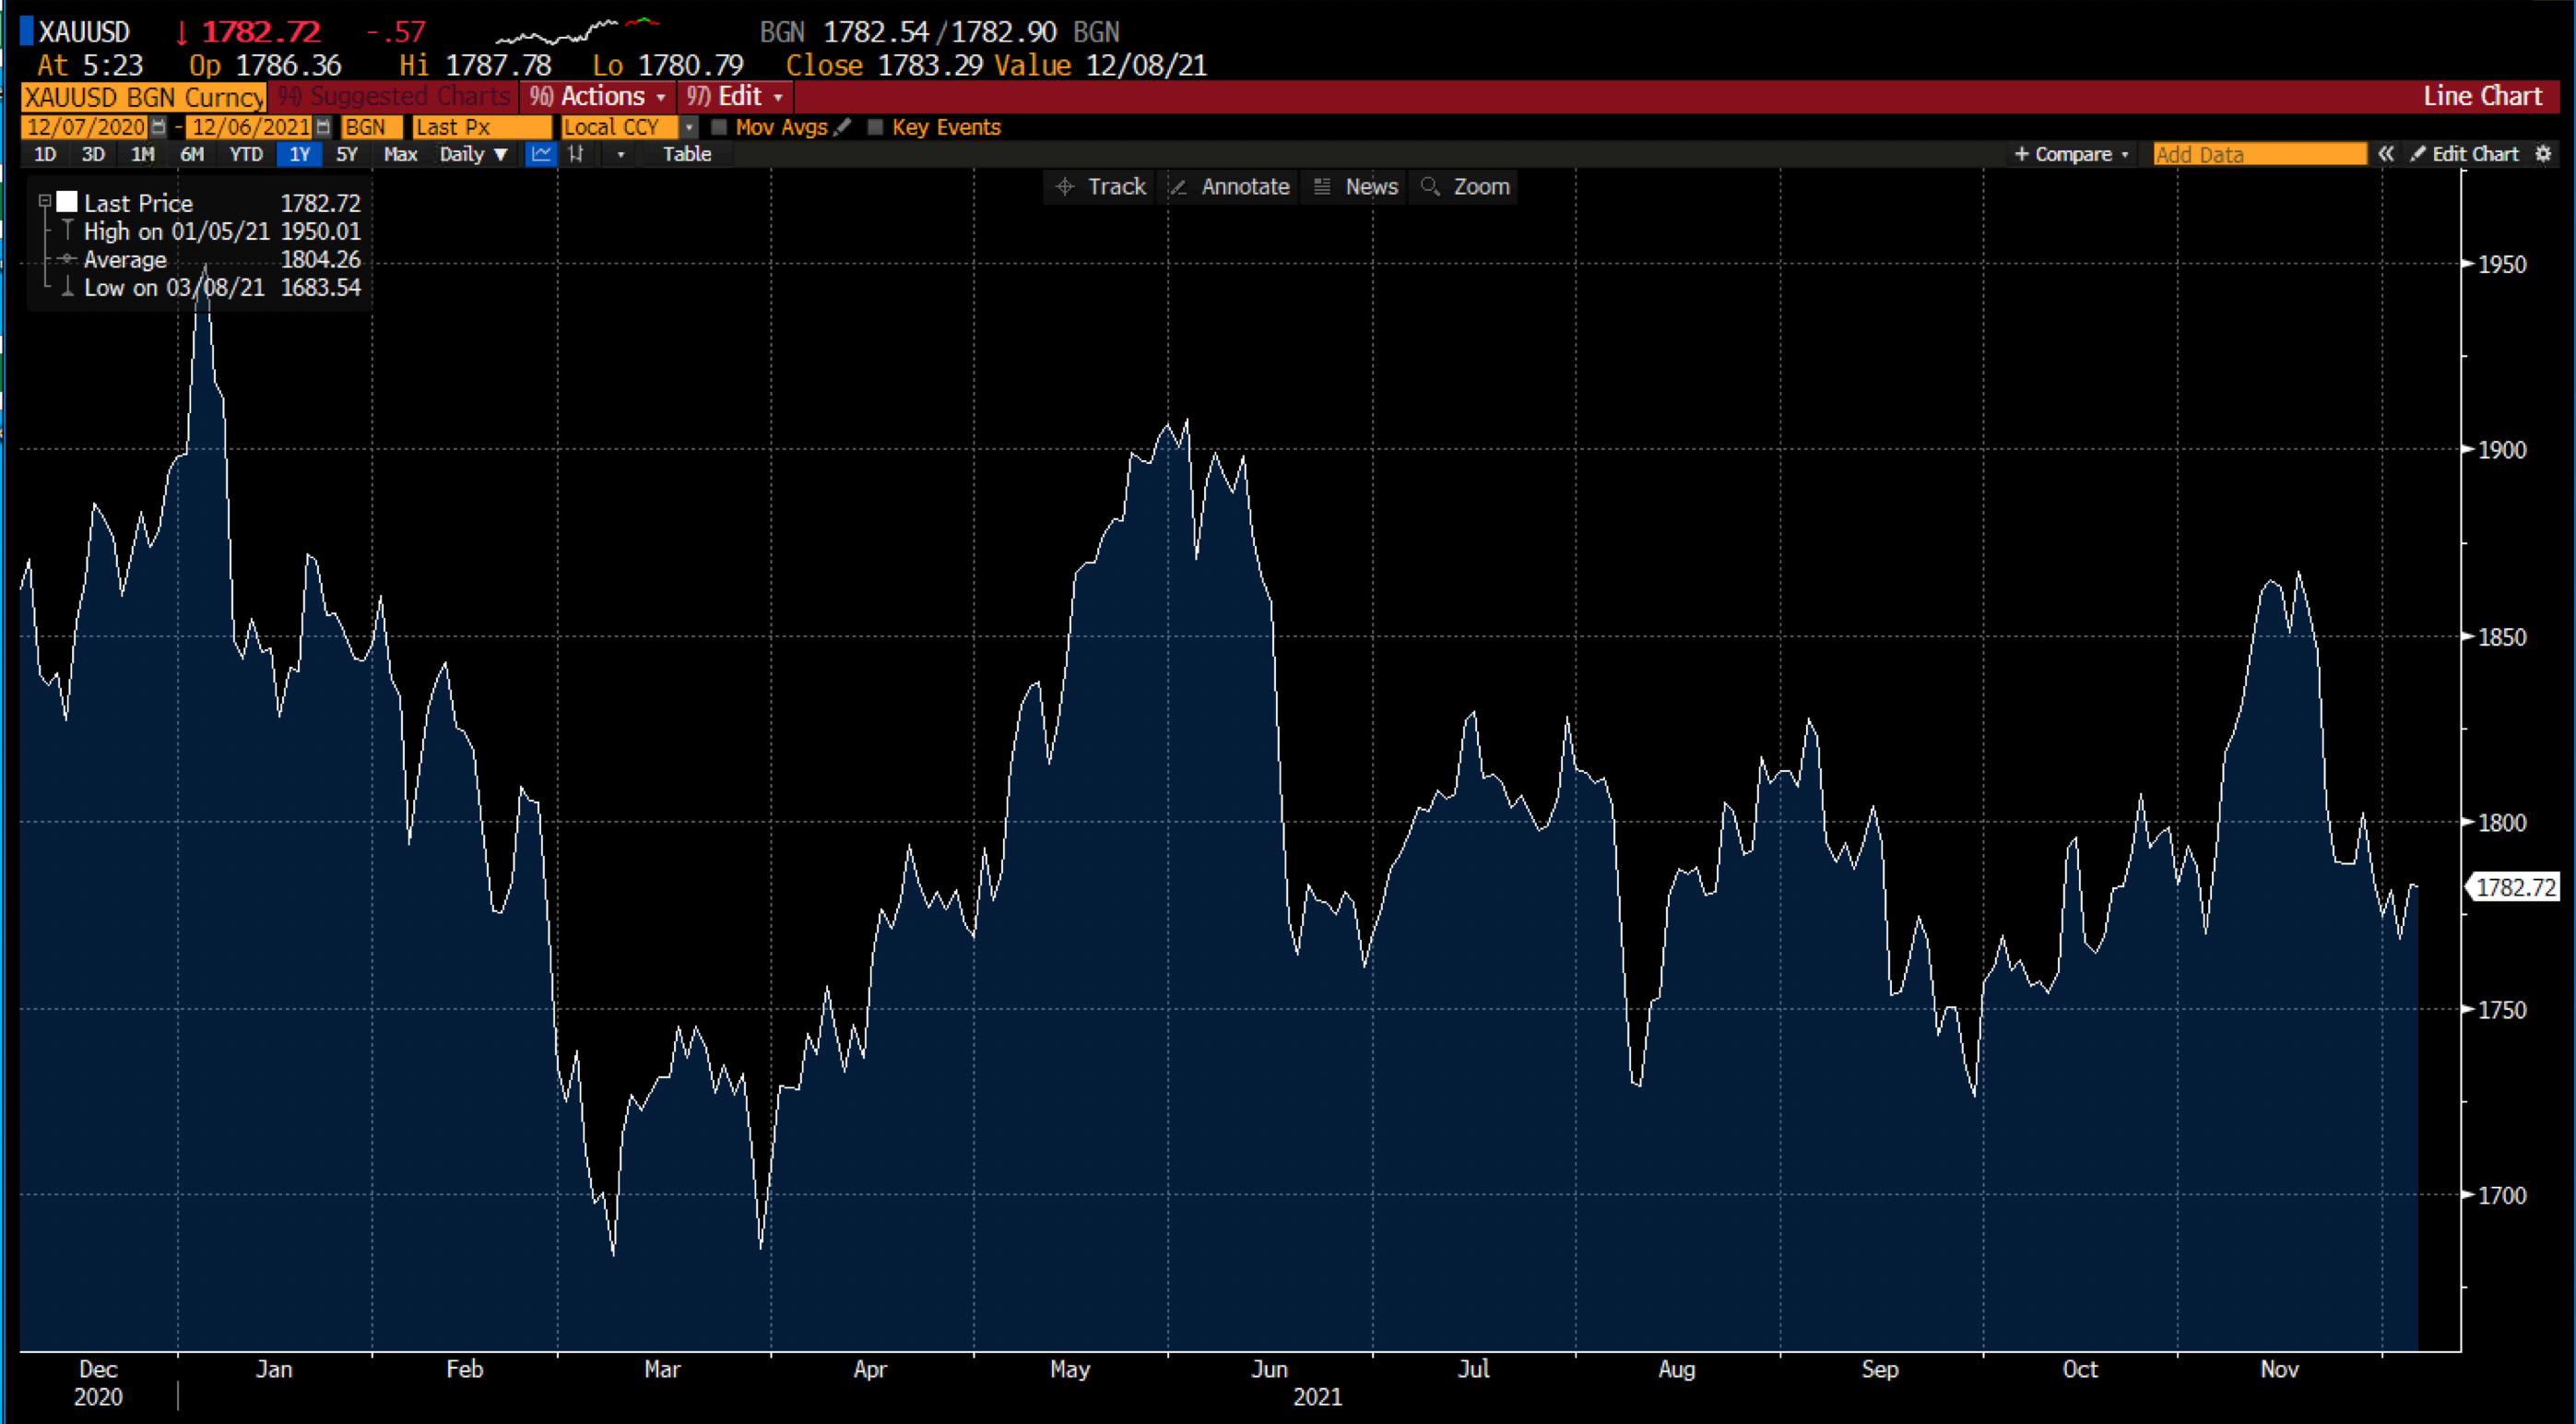 XAUUSD ↓ 1782.72 -.57 BGN 1782.54/1782.90 BGN
At 5:23 Op 1786.36 Hi 1787.78 Lo 1780.79 Close 1783.29 Value 12/08/21
XAUUSD BGN Curncy 94) Suggested Charts 96) Actions 97) Edit Line Chart
12/07/2020 - 12/06/2021 BGN Last Px Local CCY Mov Avgs Key Events
1D 3D 1M 6M YTD 1Y 5Y Max Daily ▼ Table + Compare Add Data « Edit Chart
Track Annotate News Zoom
Last Price 1782.72
High on 01/05/21 1950.01
Average 1804.26
Low on 03/08/21 1683.54
1950
1900
1850
1800
1782.72
1750
1700
Dec Jan Feb Mar Apr May Jun Jul Aug Sep Oct Nov
2020 2021